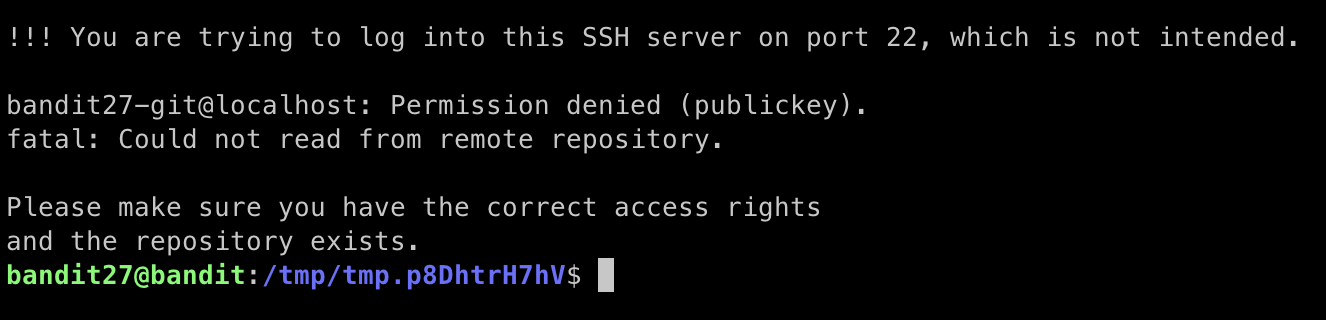 !!! You are trying to log into this SSH server on port 22, which is not intended.
bandit27-git@localhost: Permission denied (publickey).
fatal: Could not read from remote repository.
Please make sure you have the correct access rights
and the repository exists.
bandit27@bandit:/tmp/tmp.p8DhtrH7hV$